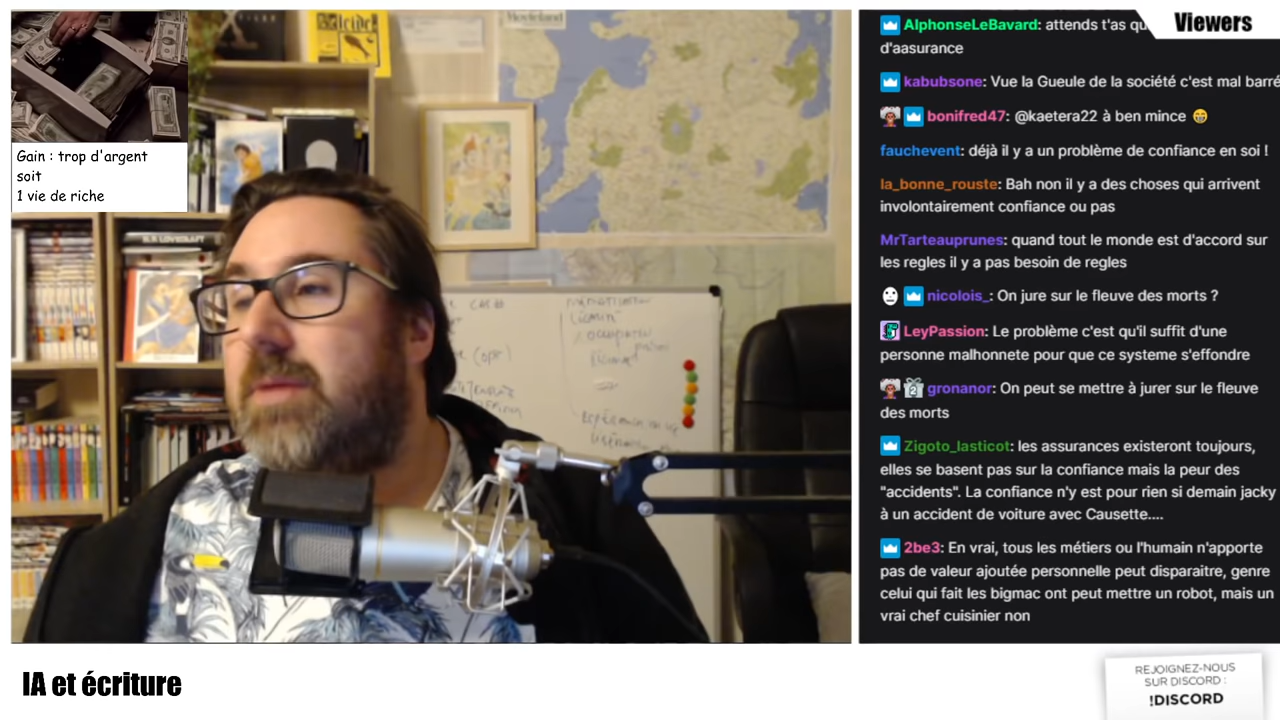 Gain : trop d'argent
soit
1 vie de riche
H.P. LOVECRAFT
Viewers
AlphonseLeBavard: attends t'as qu
d'aasurance
kabubsone: Vue la Gueule de la société c'est mal barré
bonifred47: @kaetera22 à ben mince 😁
fauchevent: déjà il y a un problème de confiance en soi !
la_bonne_rouste: Bah non il y a des choses qui arrivent
involontairement confiance ou pas
MrTarteauprunes: quand tout le monde est d'accord sur
les regles il y a pas besoin de regles
nicolois_: On jure sur le fleuve des morts ?
LeyPassion: Le problème c'est qu'il suffit d'une
personne malhonnete pour que ce systeme s'effondre
2 gronanor: On peut se mettre à jurer sur le fleuve
des morts
Zigoto_lasticot: les assurances existeront toujours,
elles se basent pas sur la confiance mais la peur des
"accidents". La confiance n'y est pour rien si demain jacky
à un accident de voiture avec Causette....
2be3: En vrai, tous les métiers ou l'humain n'apporte
pas de valeur ajoutée personnelle peut disparaitre, genre
celui qui fait les bigmac ont peut mettre un robot, mais un
vrai chef cuisinier non
IA et écriture
REJOIGNEZ-NOUS
SUR DISCORD :
!DISCORD